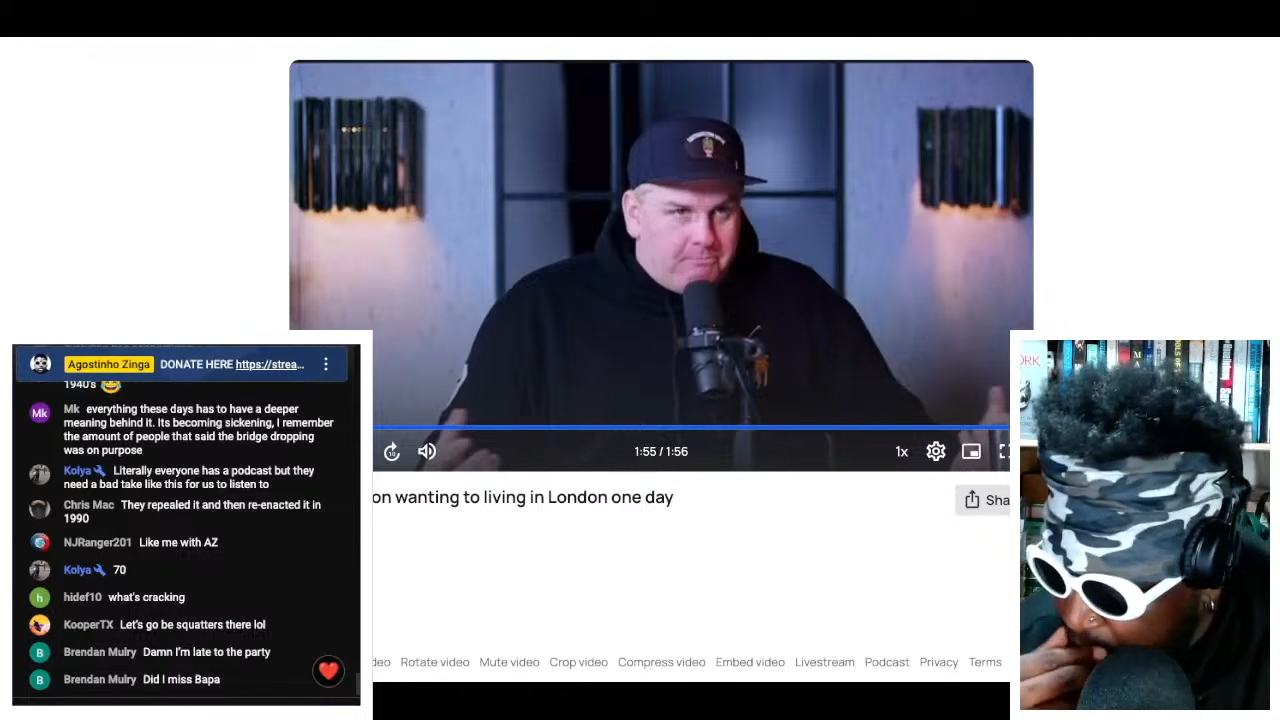 1:55 / 1:56
1x
on wanting to living in London one day
Sha
Agostinho Zinga DONATE HERE https://strea...
1940's 😂
Mk everything these days has to have a deeper
meaning behind it. Its becoming sickening, I remember
the amount of people that said the bridge dropping
was on purpose
Kolya Literally everyone has a podcast but they
need a bad take like this for us to listen to
Chris Mac They repealed it and then re-enacted it in
1990
NJRanger201 Like me with AZ
Kolya 70
hidef10 what's cracking
KooperTX Let's go be squatters there lol
Brendan Mulry Damn I'm late to the party
Brendan Mulry Did I miss Bapa
deo Rotate video Mute video Crop video Compress video Embed video Livestream Podcast Privacy Terms